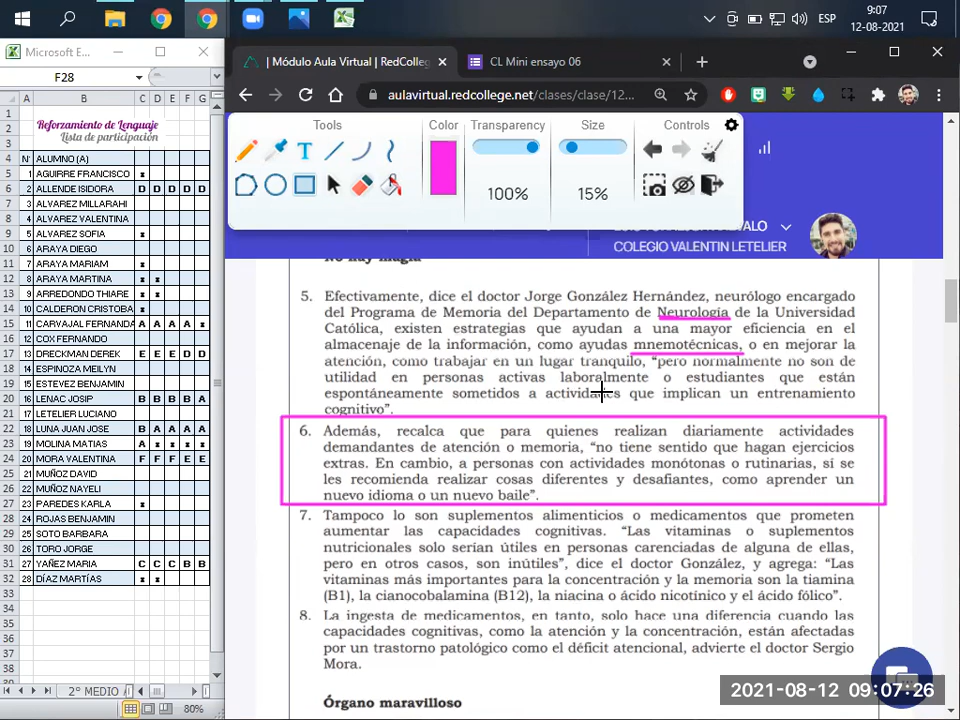 9:07
ESP
12-08-2021
Microsoft E...
F28
A B C D E F G
Reforzamiento de Lenguaje
Lista de participación
N° ALUMNO (A)
1 AGUIRRE FRANCISCO x
2 ALLENDE ISIDORA D D D D D
3 ALVAREZ MILLARAHI
4 ALVAREZ VALENTINA
5 ALVAREZ SOFIA x
6 ARAYA DIEGO
7 ARAYA MARIAM x
8 ARAYA MARTINA x x
9 ARREDONDO THIARE x x
10 CALDERON CRISTOBA x
11 CARVAJAL FERNANDA A A A A x
12 COX FERNANDO
13 DRECKMAN DEREK E E E D D
14 ESPINOZA MEILYN
15 ESTEVEZ BENJAMIN
16 LENAC JOSIP B B B B A
17 LETELIER LUCIANO
18 LUNA JUAN JOSE B A A A A
19 MOLINA MATIAS A x x x x
20 MORA VALENTINA F F F E E
21 MUÑOZ DAVID
22 MUÑOZ NAYELI
23 PAREDES KARLA x
24 ROJAS BENJAMIN
25 SOTO BARBARA
26 TORO JORGE
27 YAÑEZ MARIA C C C B B
28 DÍAZ MARTÍAS x x
2° MEDIO
80%
| Módulo Aula Virtual | RedColleg
CL Mini ensayo 06
aulavirtual.redcollege.net/clases/clase/12...
Tools
Color
Transparency
Size
Controls
100%
15%
COLEGIO VALENTIN LETELIER
No hay magia
5. Efectivamente, dice el doctor Jorge González Hernández, neurólogo encargado
del Programa de Memoria del Departamento de Neurología de la Universidad
Católica, existen estrategias que ayudan a una mayor eficiencia en el
almacenaje de la información, como ayudas mnemotécnicas, o en mejorar la
atención, como trabajar en un lugar tranquilo, “pero normalmente no son de
utilidad en personas activas laboralmente o estudiantes que están
espontáneamente sometidos a actividades que implican un entrenamiento
cognitivo”.
6. Además, recalca que para quienes realizan diariamente actividades
demandantes de atención o memoria, “no tiene sentido que hagan ejercicios
extras. En cambio, a personas con actividades monótonas o rutinarias, sí se
les recomienda realizar cosas diferentes y desafiantes, como aprender un
nuevo idioma o un nuevo baile”.
7. Tampoco lo son suplementos alimenticios o medicamentos que prometen
aumentar las capacidades cognitivas. “Las vitaminas o suplementos
nutricionales solo serían útiles en personas carenciadas de alguna de ellas,
pero en otros casos, son inútiles”, dice el doctor González, y agrega: “Las
vitaminas más importantes para la concentración y la memoria son la tiamina
(B1), la cianocobalamina (B12), la niacina o ácido nicotínico y el ácido fólico”.
8. La ingesta de medicamentos, en tanto, solo hace una diferencia cuando las
capacidades cognitivas, como la atención y la concentración, están afectadas
por un trastorno patológico como el déficit atencional, advierte el doctor Sergio
Mora.
Órgano maravilloso
2021-08-12 09:07:26